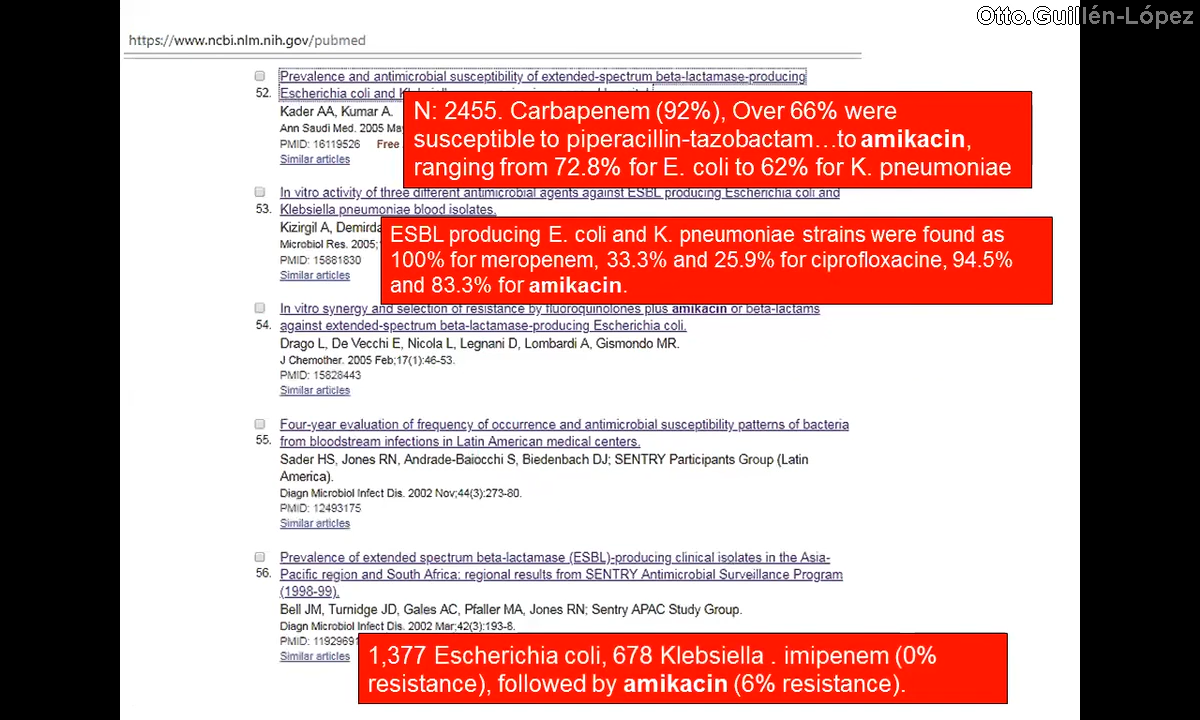 Otto.Guillén-López
https://www.ncbi.nlm.nih.gov/pubmed
Prevalence and antimicrobial susceptibility of extended-spectrum beta-lactamase-producing
52. Escherichia coli and
Kader AA, Kumar A.
Ann Saudi Med. 2005
PMID: 16119526 Free
Similar articles
N: 2455. Carbapenem (92%), Over 66% were
susceptible to piperacillin-tazobactam…to amikacin,
ranging from 72.8% for E. coli to 62% for K. pneumoniae
In vitro activity of three different antimicrobial agents against ESBL producing Escherichia coli and
53. Klebsiella pneumoniae blood isolates.
Kizirgil A,
Microbiol Res. 2005;
PMID: 15881830
Similar articles
ESBL producing E. coli and K. pneumoniae strains were found as
100% for meropenem, 33.3% and 25.9% for ciprofloxacine, 94.5%
and 83.3% for amikacin.
In vitro synergy and selection of resistance by fluoroquinolones plus amikacin or beta-lactams
54. against extended-spectrum beta-lactamase-producing Escherichia coli.
Drago L, De Vecchi E, Nicola L, Legnani D, Lombardi A, Gismondo MR.
J Chemother. 2005 Feb;17(1):46-53.
PMID: 15828443
Similar articles
Four-year evaluation of frequency of occurrence and antimicrobial susceptibility patterns of bacteria
55. from bloodstream infections in Latin American medical centers.
Sader HS, Jones RN, Andrade-Baiocchi S, Biedenbach DJ; SENTRY Participants Group (Latin
America).
Diagn Microbiol Infect Dis. 2002 Nov;44(3):273-80.
PMID: 12493175
Similar articles
Prevalence of extended spectrum beta-lactamase (ESBL)-producing clinical isolates in the Asia-
56. Pacific region and South Africa: regional results from SENTRY Antimicrobial Surveillance Program
(1998-99).
Bell JM, Turnidge JD, Gales AC, Pfaller MA, Jones RN; Sentry APAC Study Group.
Diagn Microbiol Infect Dis. 2002 Mar;42(3):193-8.
PMID: 11929691
Similar articles
1,377 Escherichia coli, 678 Klebsiella . imipenem (0%
resistance), followed by amikacin (6% resistance).